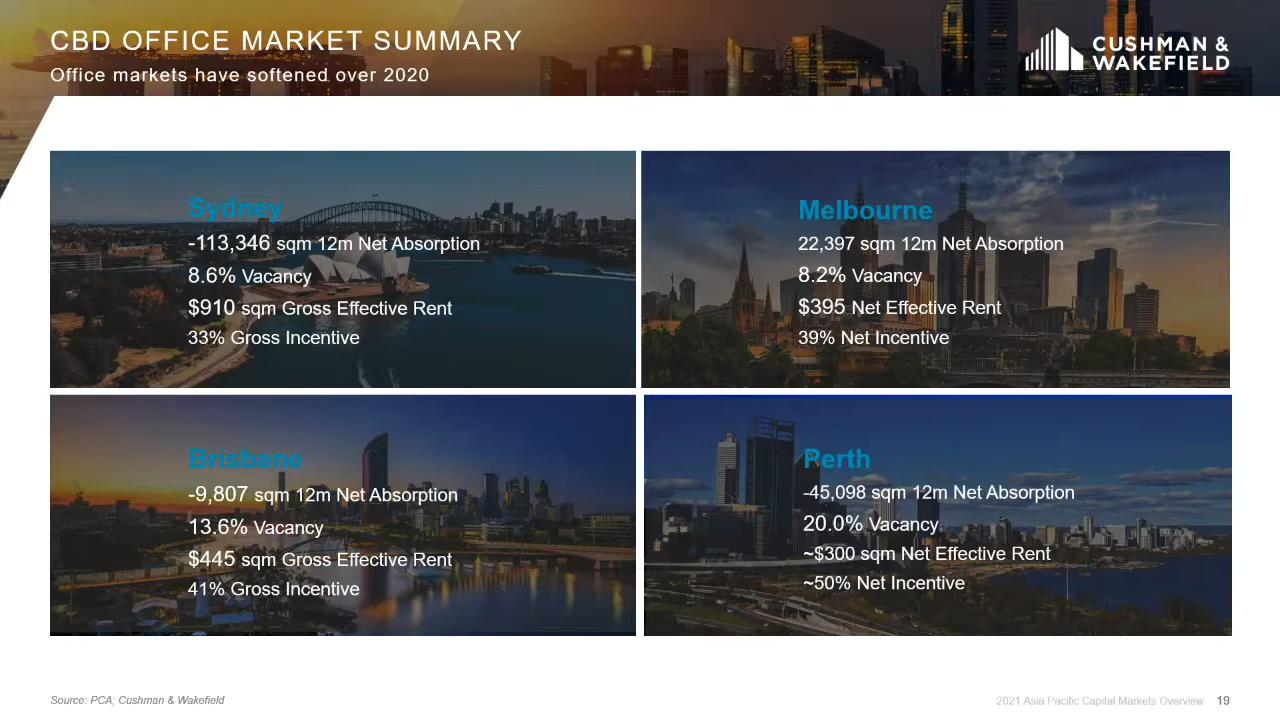 CBD OFFICE MARKET SUMMARY
Office markets have softened over 2020
CUSHMAN &
WAKEFIELD
Sydney
-113,346 sqm 12m Net Absorption
8.6% Vacancy
$910 sqm Gross Effective Rent
33% Gross Incentive
Melbourne
22,397 sqm 12m Net Absorption
8.2% Vacancy
$395 Net Effective Rent
39% Net Incentive
Brisbane
-9,807 sqm 12m Net Absorption
13.6% Vacancy
$445 sqm Gross Effective Rent
41% Gross Incentive
Perth
-45,098 sqm 12m Net Absorption
20.0% Vacancy
~$300 sqm Net Effective Rent
~50% Net Incentive
Source: PCA; Cushman & Wakefield
2021 Asia Pacific Capital Markets Overview 19